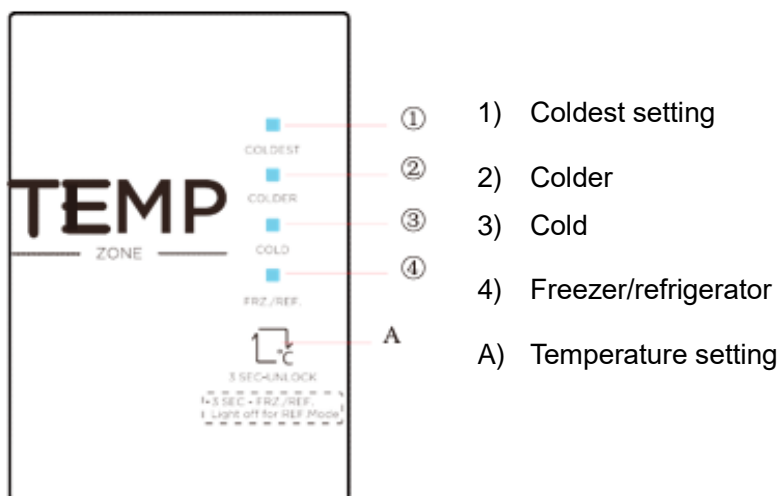 COLDEST
COLDER
TEMP
ZONE
COLD
FRZ./REF.
°C
3 SEC•UNLOCK
•3 SEC • FRZ./REF.
Light off for REF.Mode
①
②
③
④
A
1) Coldest setting
2) Colder
3) Cold
4) Freezer/refrigerator
A) Temperature setting